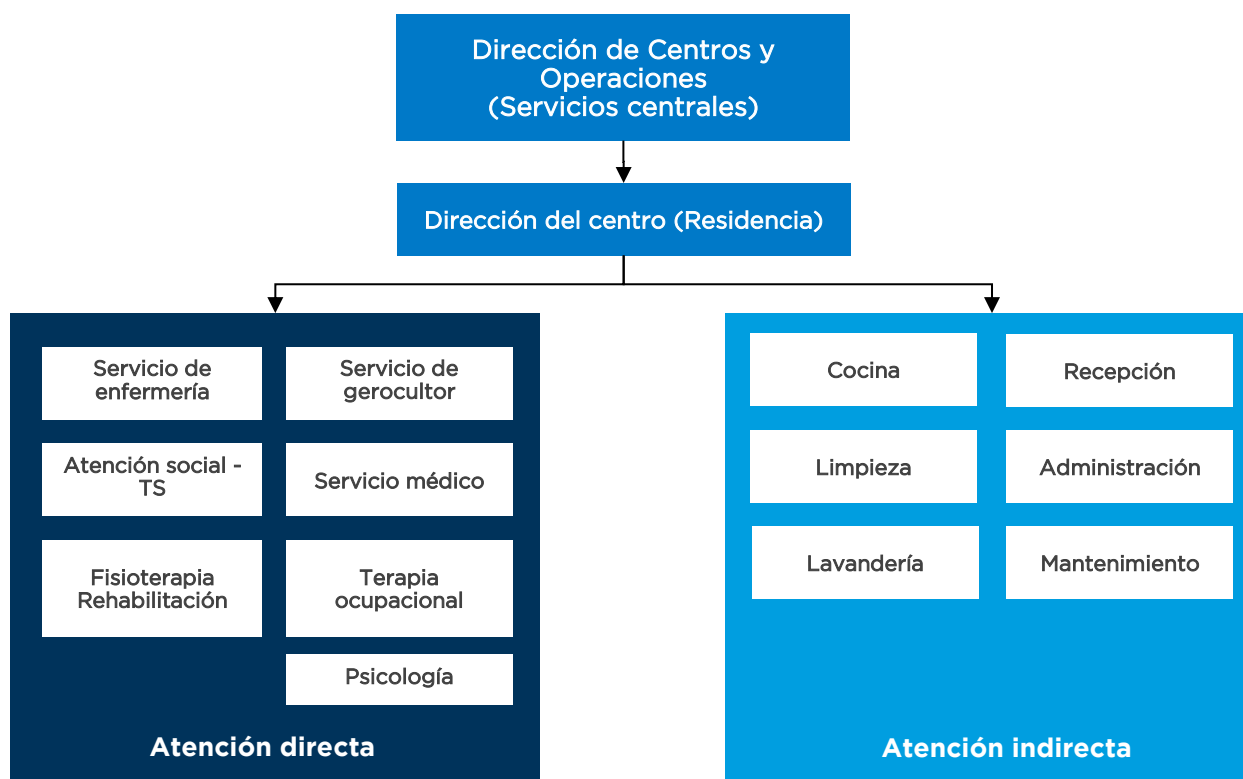 Dirección de Centros y
Operaciones
(Servicios centrales)
Dirección del centro (Residencia)
Servicio de
enfermería
Servicio de
gerocultor
Atención social -
TS
Servicio médico
Fisioterapia
Rehabilitación
Terapia
ocupacional
Psicología
Atención directa
Cocina
Recepción
Limpieza
Administración
Lavandería
Mantenimiento
Atención indirecta